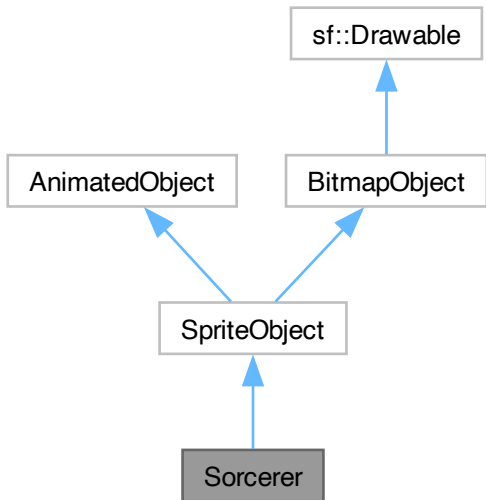 sf::Drawable
AnimatedObject
BitmapObject
SpriteObject
Sorcerer